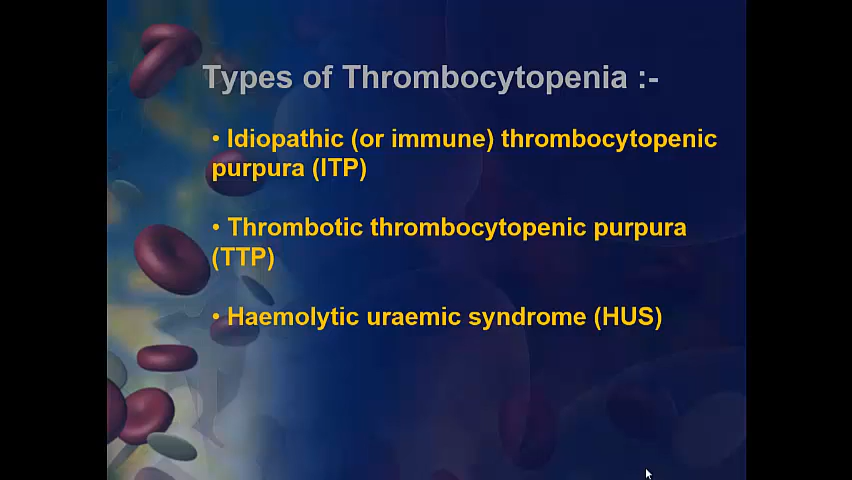 Types of Thrombocytopenia :-
• Idiopathic (or immune) thrombocytopenic
purpura (ITP)
• Thrombotic thrombocytopenic purpura
(TTP)
• Haemolytic uraemic syndrome (HUS)